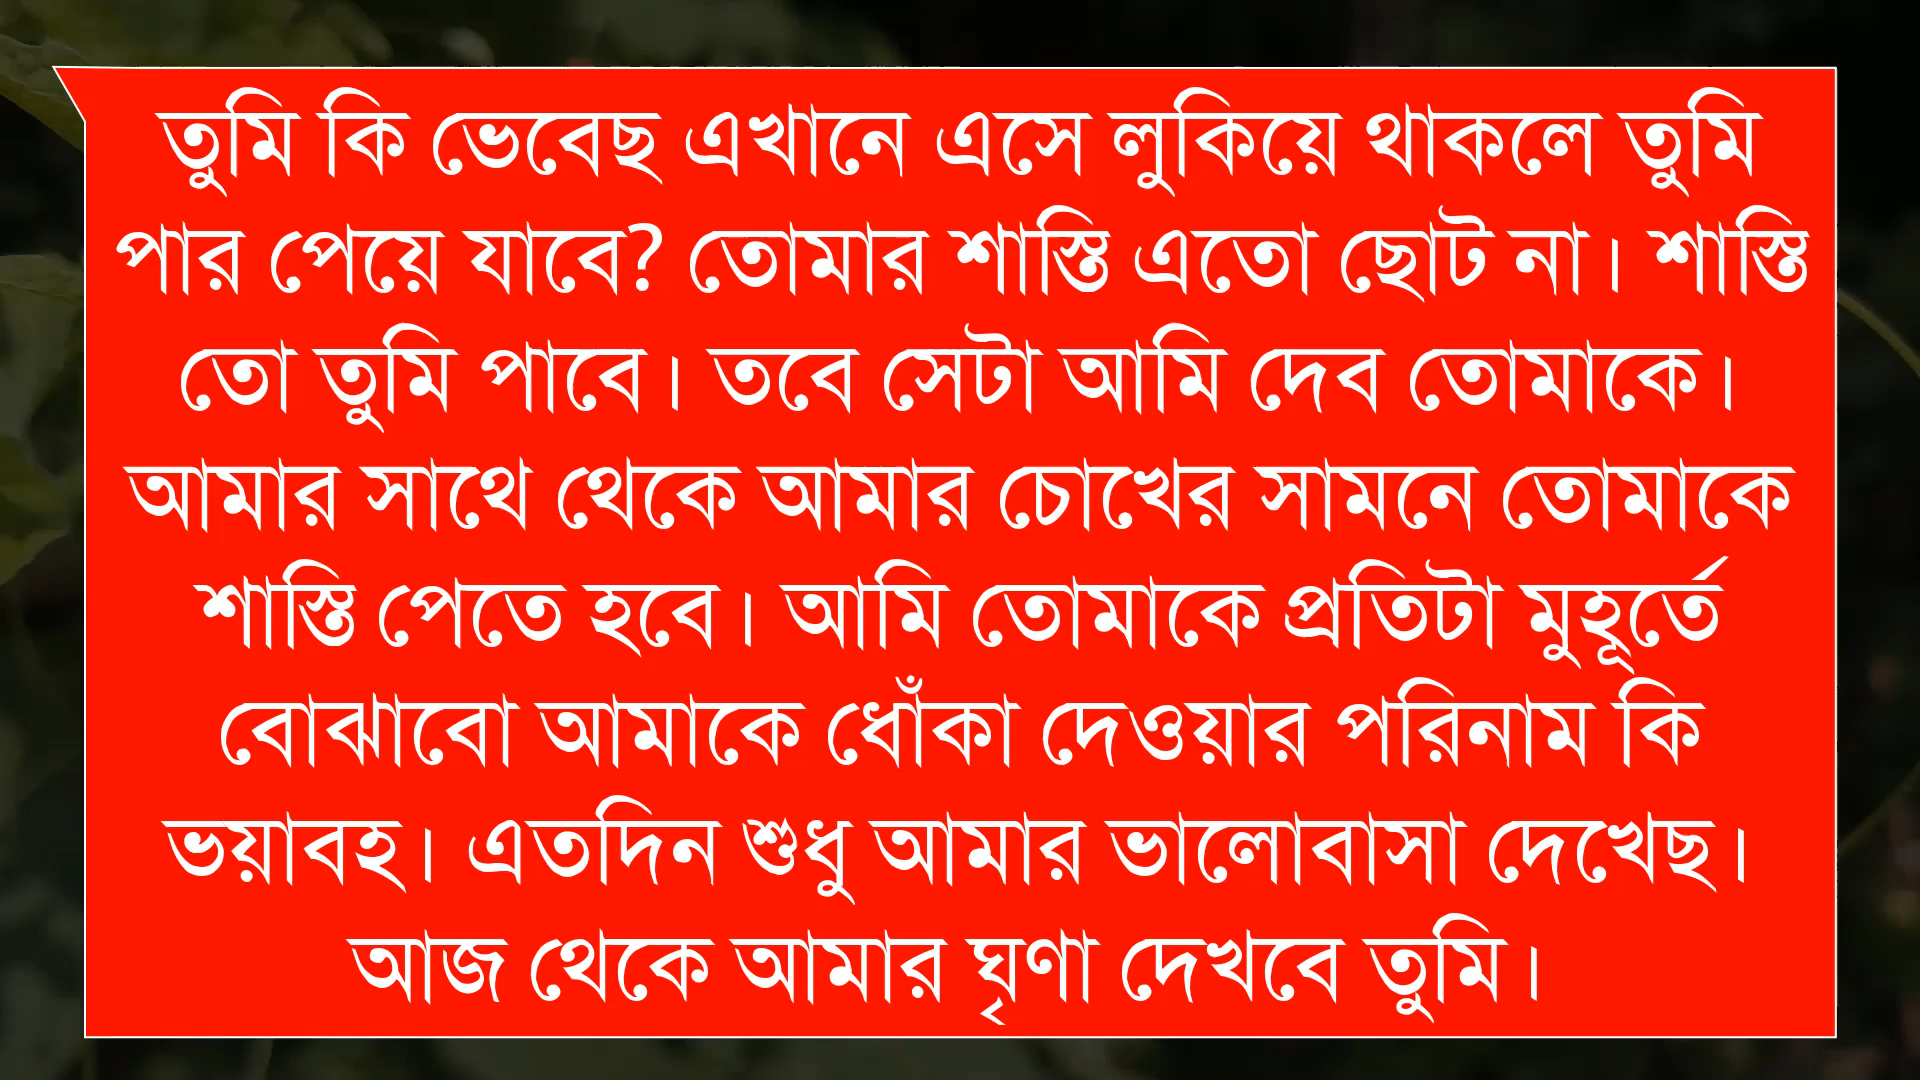 তুমি কি ভেবেছ এখানে এসে লুকিয়ে থাকলে তুমি
পার পেয়ে যাবে? তোমার শাস্তি এতো ছোট না। শাস্তি
তো তুমি পাবে। তবে সেটা আমি দেব তোমাকে।
আমার সাথে থেকে আমার চোখের সামনে তোমাকে
শাস্তি পেতে হবে। আমি তোমাকে প্রতিটা মুহূর্তে
বোঝাবো আমাকে ধোঁকা দেওয়ার পরিনাম কি
ভয়াবহ। এতদিন শুধু আমার ভালোবাসা দেখেছ।
আজ থেকে আমার ঘৃণা দেখবে তুমি।